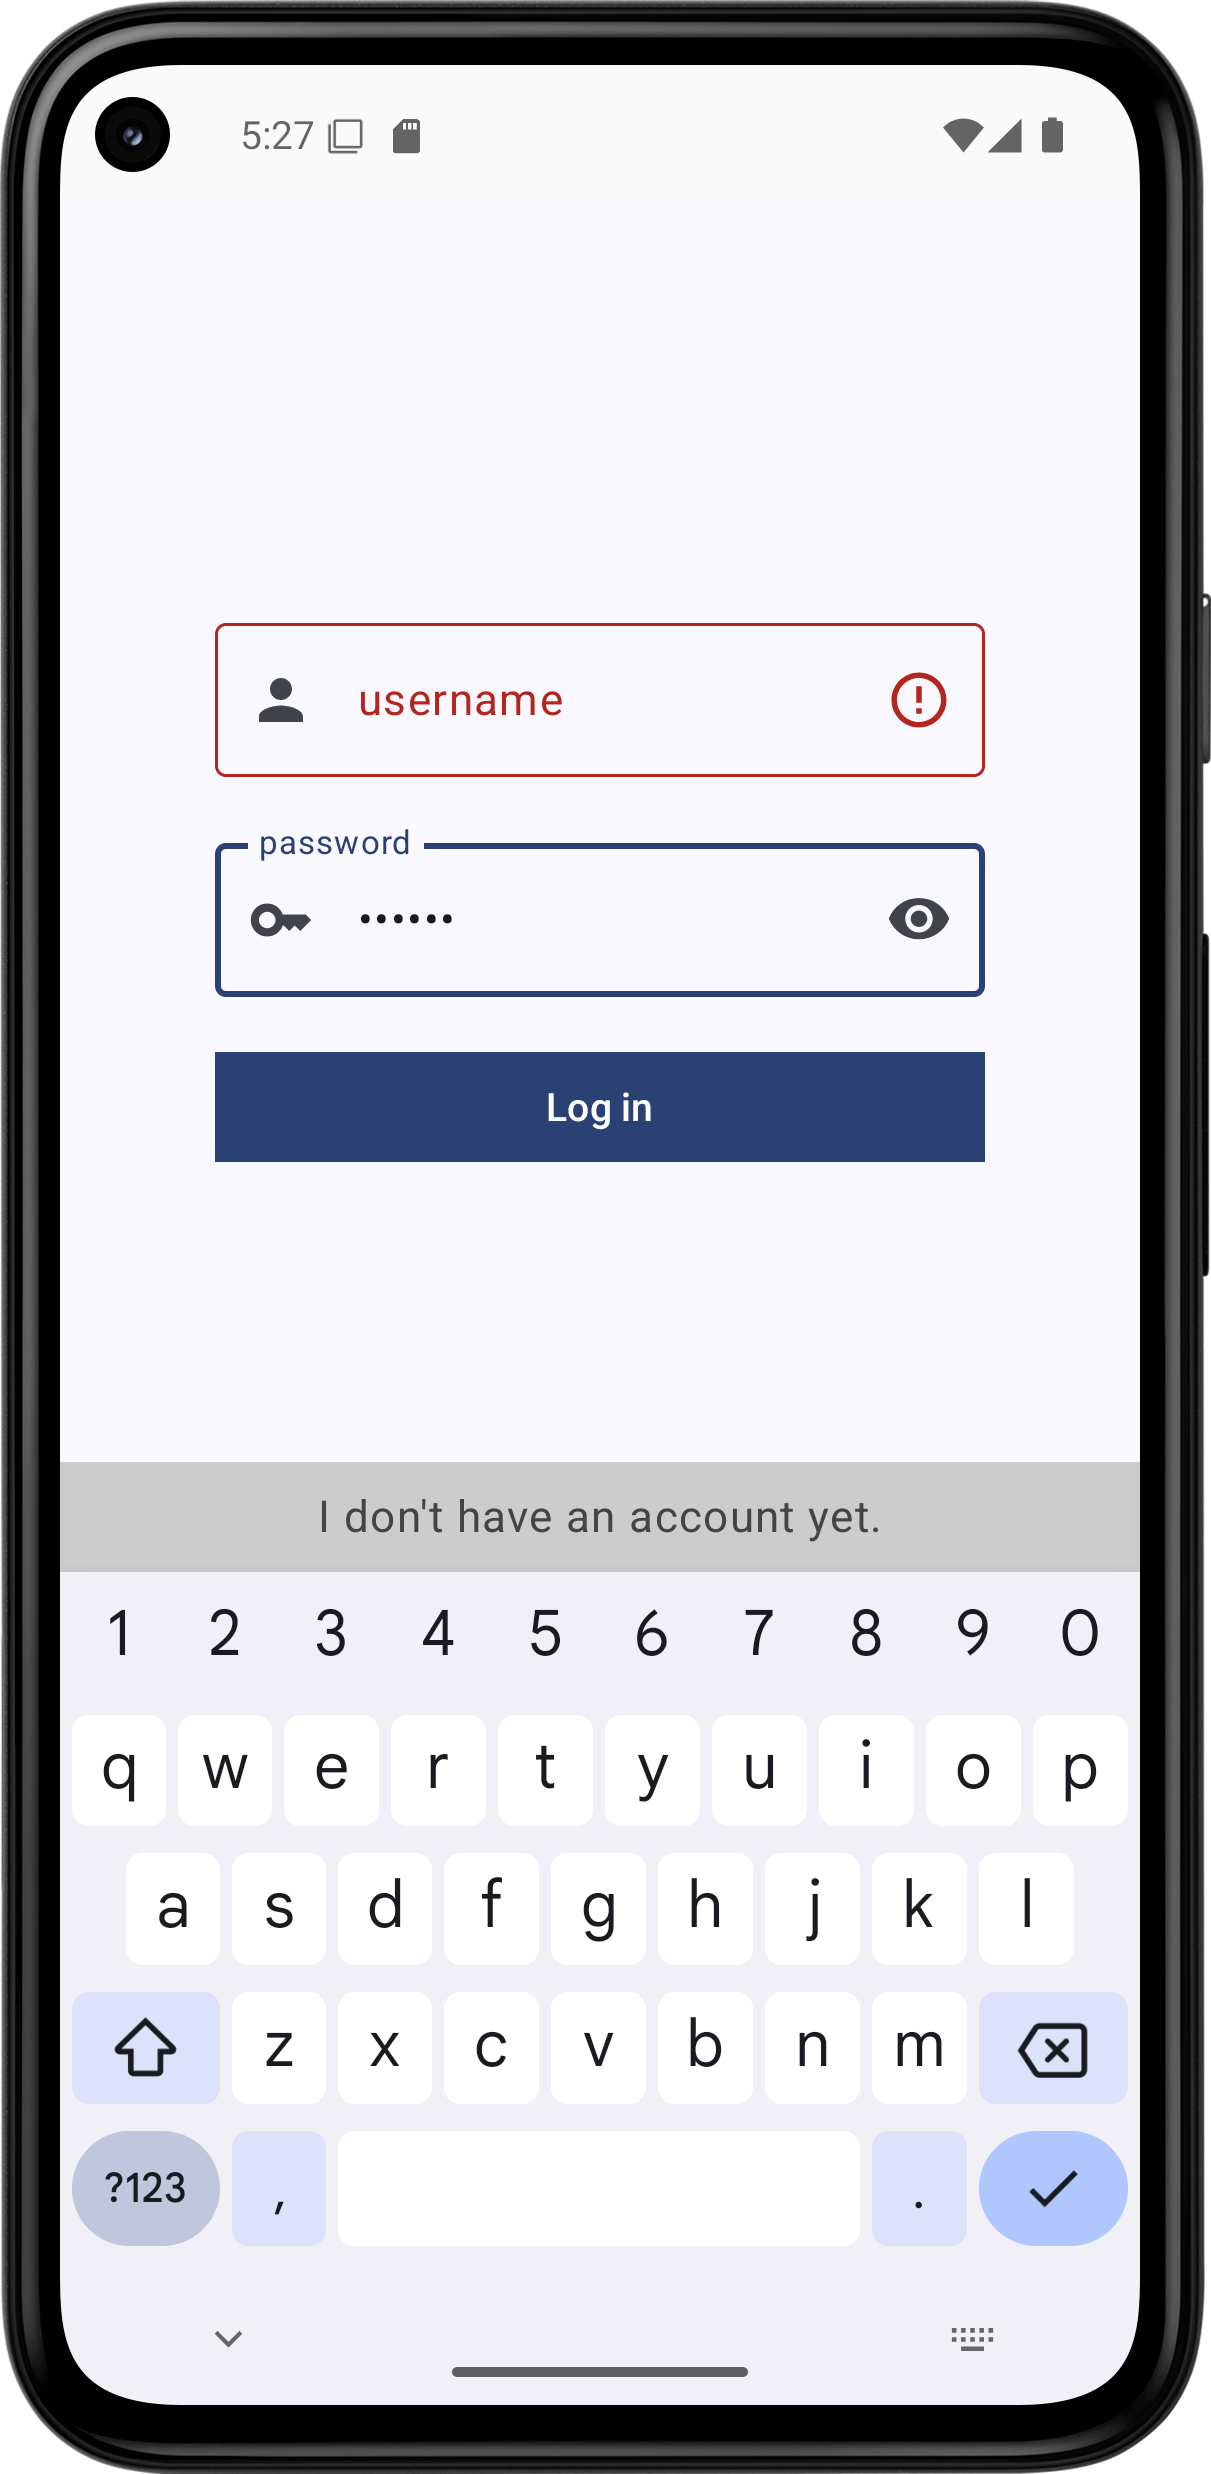 5:27
username
password
••••••
Log in
I don't have an account yet.
1 2 3 4 5 6 7 8 9 0
q w e r t y u i o p
a s d f g h j k l
z x c v b n m
?123 , .